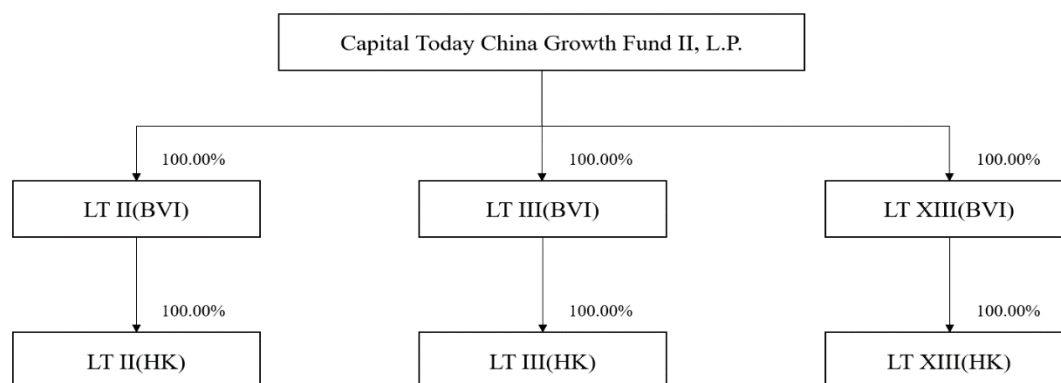 Capital Today China Growth Fund II, L.P.
100.00% 100.00% 100.00%
LT II(BVI) LT III(BVI) LT XIII(BVI)
100.00% 100.00% 100.00%
LT II(HK) LT III(HK) LT XIII(HK)